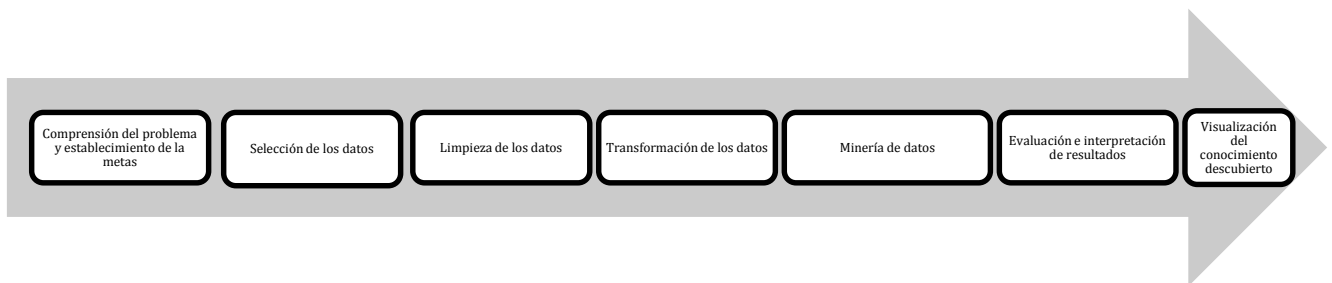 Comprensión del problema
y establecimiento de la
metas
Selección de los datos
Limpieza de los datos
Transformación de los datos
Minería de datos
Evaluación e interpretación
de resultados
Visualización
del
conocimiento
descubierto